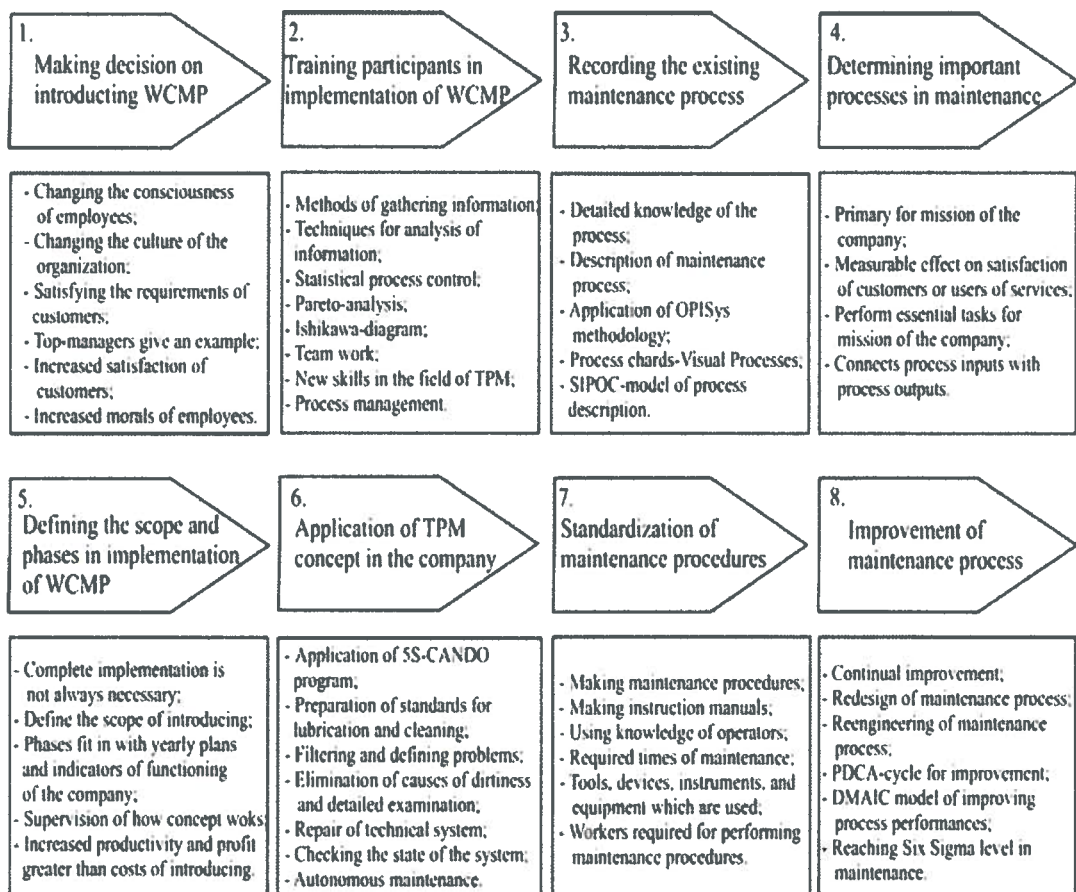 1.
Making decision on
introducting WCMP
2.
Training participants in
implementation of WCMP
3.
Recording the existing
maintenance process
4.
Determining important
processes in maintenance
- Changing the consciousness
of employees;
- Changing the culture of the
organization;
- Satisfying the requirements of
customers;
- Top-managers give an example;
- Increased satisfaction of
customers;
- Increased morals of employees.
- Methods of gathering information;
- Techniques for analysis of
information;
- Statistical process control;
- Pareto-analysis;
- Ishikawa-diagram;
- Team work;
- New skills in the field of TPM;
- Process management.
- Detailed knowledge of the
process;
- Description of maintenance
process;
- Application of OPISys
methodology;
- Process chards-Visual Processes;
- SIPOC-model of process
description.
- Primary for mission of the
company;
- Measurable effect on satisfaction
of customers or users of services;
- Perform essential tasks for
mission of the company;
- Connects process inputs with
process outputs.
5.
Defining the scope and
phases in implementation
of WCMP
6.
Application of TPM
concept in the company
7.
Standardization of
maintenance procedures
8.
Improvement of
maintenance process
- Complete implementation is
not always necessary;
- Define the scope of introducing;
- Phases fit in with yearly plans
and indicators of functioning
of the company;
- Supervision of how concept woks;
- Increased productivity and profit
greater than costs of introducing.
- Application of 5S-CANDO
program;
- Preparation of standards for
lubrication and cleaning;
- Filtering and defining problems;
- Elimination of causes of dirtiness
and detailed examination;
- Repair of technical system;
- Checking the state of the system;
- Autonomous maintenance.
- Making maintenance procedures;
- Making instruction manuals;
- Using knowledge of operators;
- Required times of maintenance;
- Tools, devices, instruments, and
equipment which are used;
- Workers required for performing
maintenance procedures.
- Continual improvement;
- Redesign of maintenance process;
- Reengineering of maintenance
process;
- PDCA-cycle for improvement;
- DMAIC model of improving
process performances;
- Reaching Six Sigma level in
maintenance.